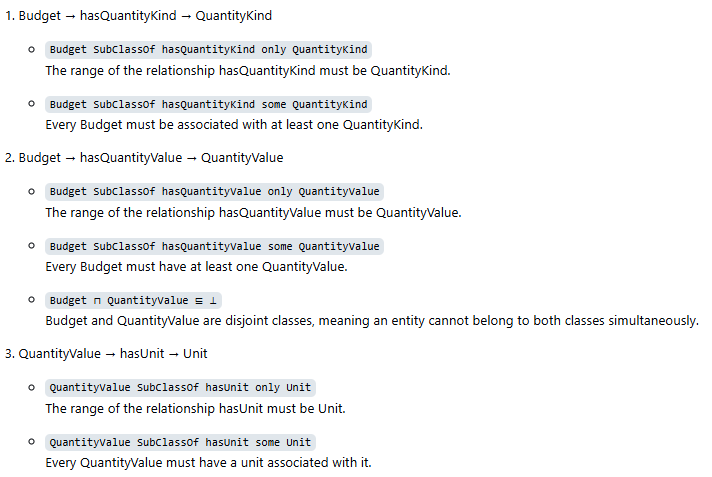 1. Budget → hasQuantityKind → QuantityKind
Budget SubClassOf hasQuantityKind only QuantityKind
The range of the relationship hasQuantityKind must be QuantityKind.
Budget SubClassOf hasQuantityKind some QuantityKind
Every Budget must be associated with at least one QuantityKind.
2. Budget → hasQuantityValue → QuantityValue
Budget SubClassOf hasQuantityValue only QuantityValue
The range of the relationship hasQuantityValue must be QuantityValue.
Budget SubClassOf hasQuantityValue some QuantityValue
Every Budget must have at least one QuantityValue.
Budget ⊓ QuantityValue ⊑ ⊥
Budget and QuantityValue are disjoint classes, meaning an entity cannot belong to both classes simultaneously.
3. QuantityValue → hasUnit → Unit
QuantityValue SubClassOf hasUnit only Unit
The range of the relationship hasUnit must be Unit.
QuantityValue SubClassOf hasUnit some Unit
Every QuantityValue must have a unit associated with it.